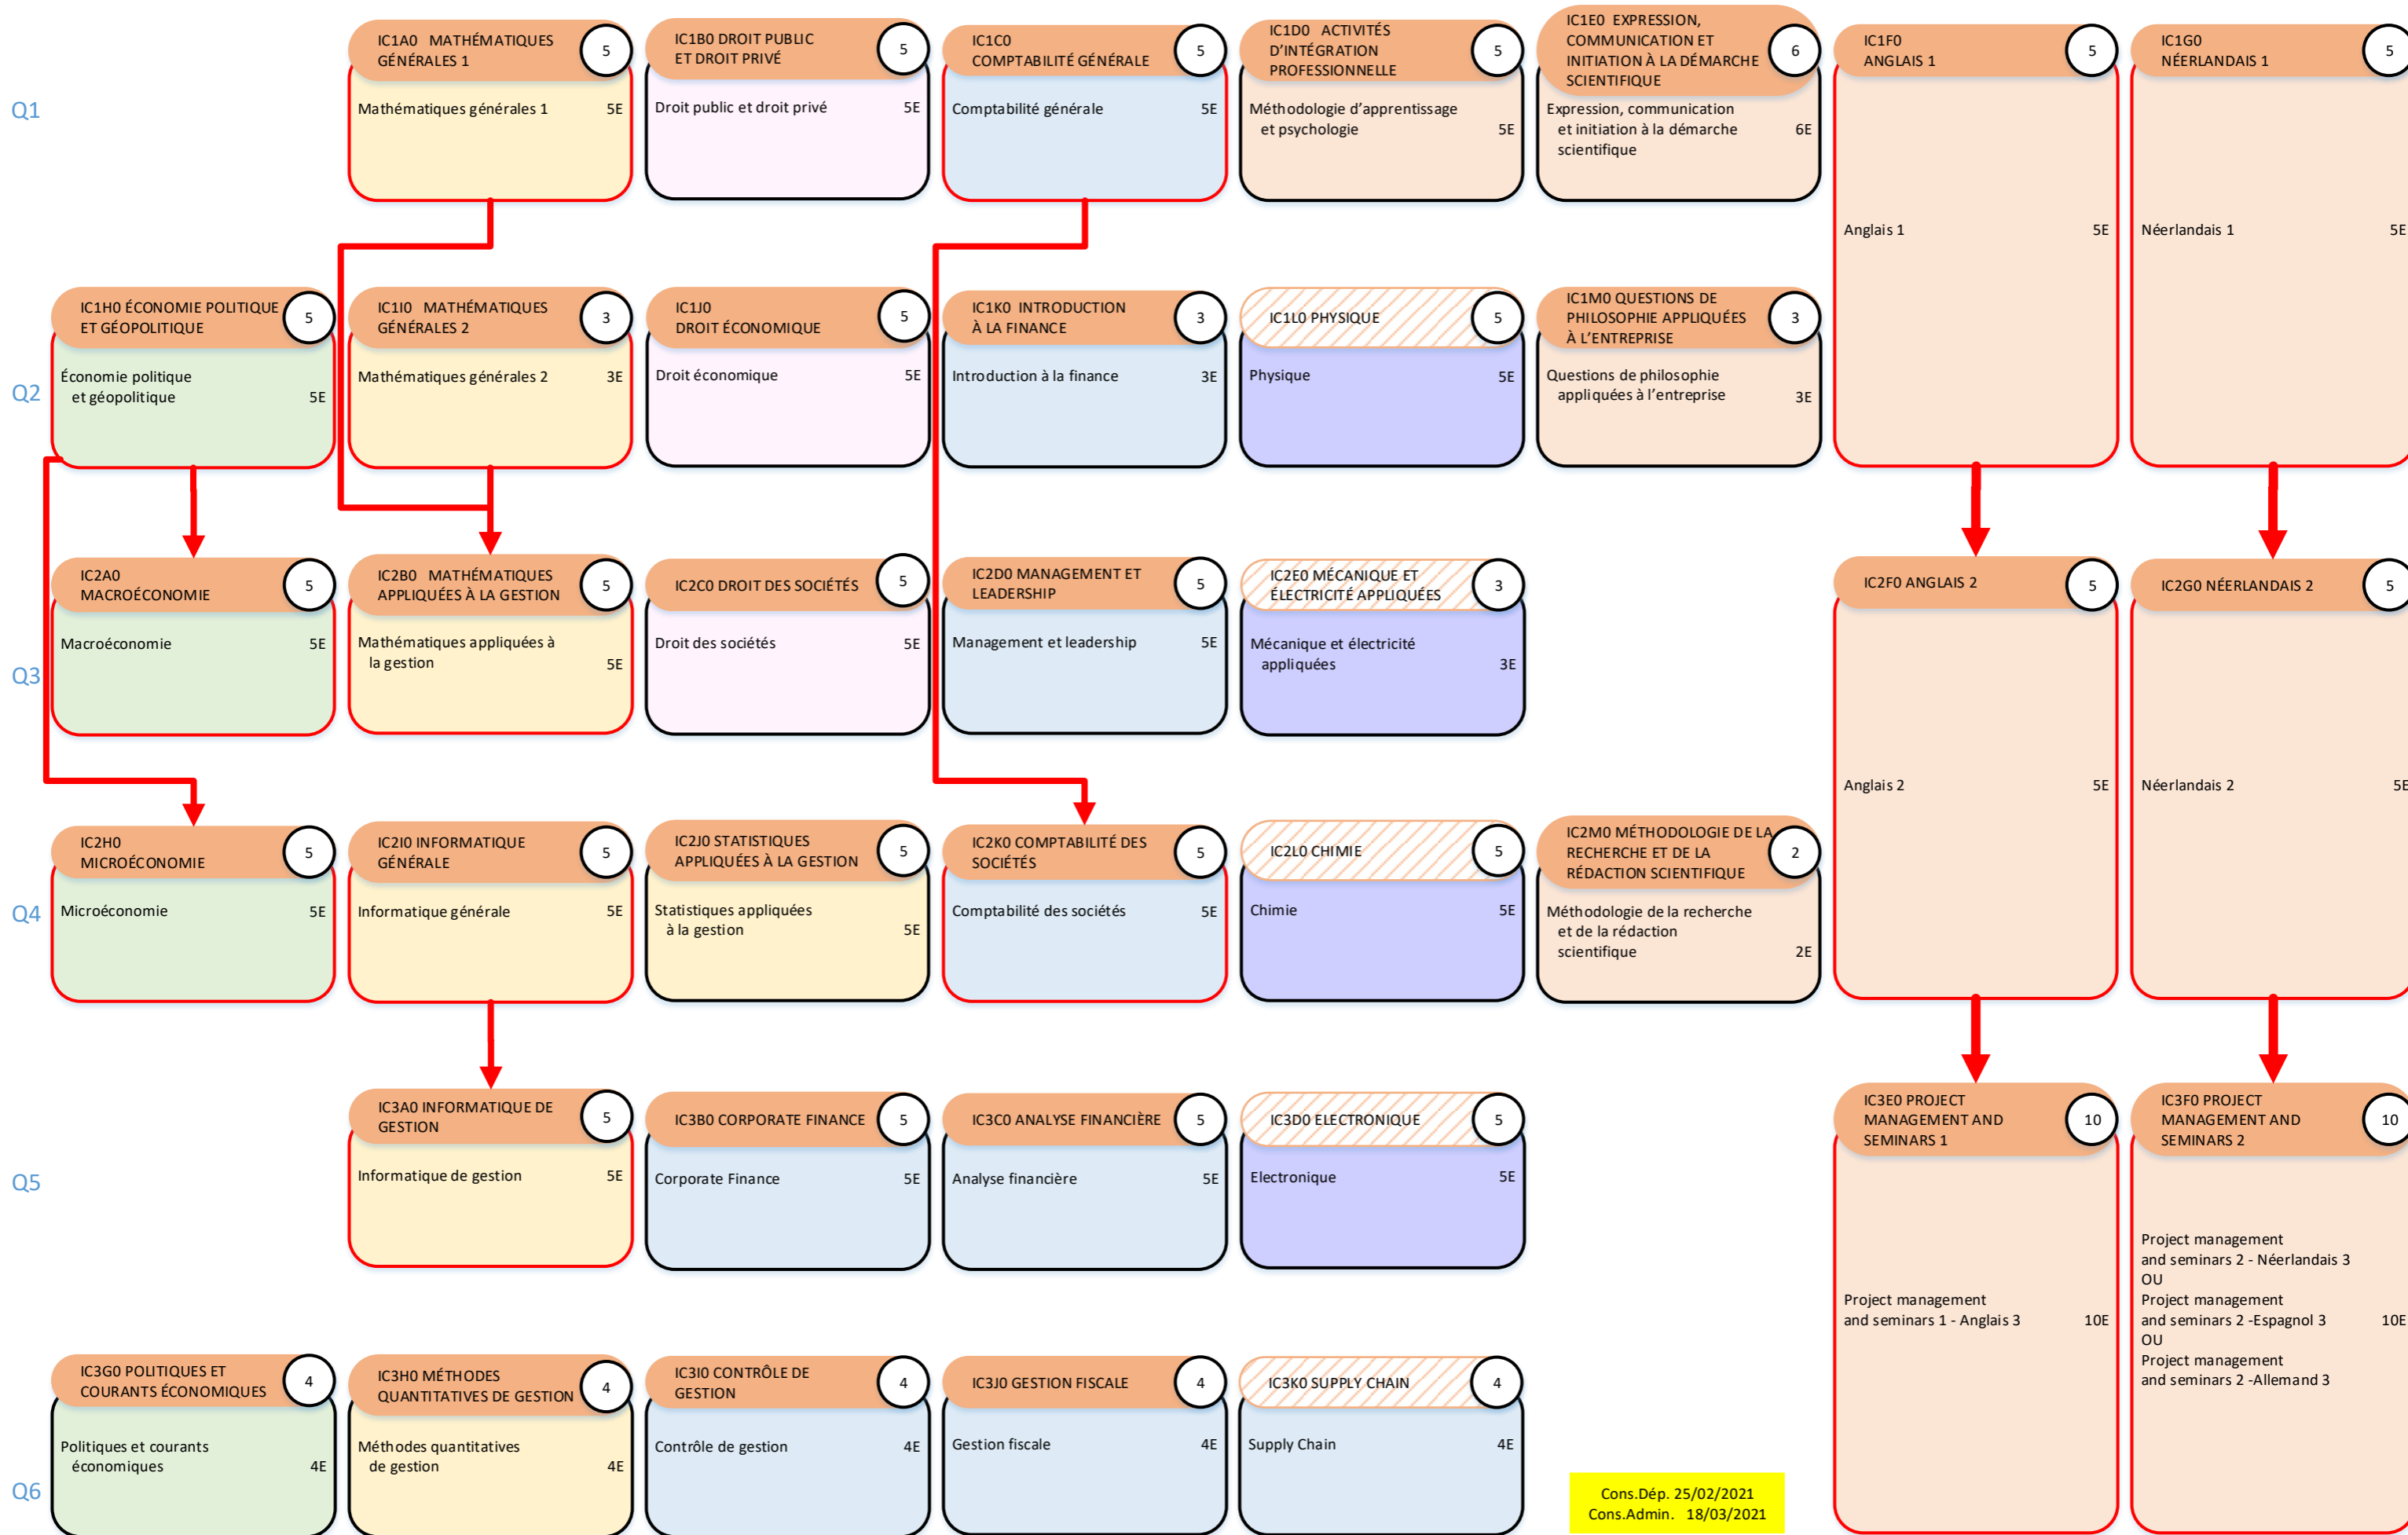 IC1A0 MATHÉMATIQUES
GÉNÉRALES 1
5
IC1B0 DROIT PUBLIC
ET DROIT PRIVÉ
5
IC1C0
COMPTABILITÉ GÉNÉRALE
5
IC1D0 ACTIVITÉS
D'INTÉGRATION
PROFESSIONNELLE
5
IC1E0 EXPRESSION,
COMMUNICATION ET
INITIATION À LA DÉMARCHE
SCIENTIFIQUE
6
IC1F0
ANGLAIS 1
5
IC1G0
NÉERLANDAIS 1
5
Q1
Mathématiques générales 1 5E
Droit public et droit privé 5E
Comptabilité générale 5E
Méthodologie d'apprentissage
et psychologie 5E
Expression, communication
et initiation à la démarche 6E
scientifique
Anglais 1 5E
Néerlandais 1 5E
IC1H0 ÉCONOMIE POLITIQUE
ET GÉOPOLITIQUE
5
IC1I0 MATHÉMATIQUES
GÉNÉRALES 2
3
IC1J0
DROIT ÉCONOMIQUE
5
IC1K0 INTRODUCTION
À LA FINANCE
3
IC1L0 PHYSIQUE
5
IC1M0 QUESTIONS DE
PHILOSOPHIE APPLIQUÉES
À L'ENTREPRISE
3
Q2
Économie politique
et géopolitique 5E
Mathématiques générales 2 3E
Droit économique 5E
Introduction à la finance 3E
Physique 5E
Questions de philosophie
appliquées à l'entreprise 3E
IC2A0
MACROÉCONOMIE
5
IC2B0 MATHÉMATIQUES
APPLIQUÉES À LA GESTION
5
IC2C0 DROIT DES SOCIÉTÉS
5
IC2D0 MANAGEMENT ET
LEADERSHIP
5
IC2E0 MÉCANIQUE ET
ÉLECTRICITÉ APPLIQUÉES
3
IC2F0 ANGLAIS 2
5
IC2G0 NÉERLANDAIS 2
5
Q3
Macroéconomie 5E
Mathématiques appliquées à
la gestion 5E
Droit des sociétés 5E
Management et leadership 5E
Mécanique et électricité
appliquées 3E
Anglais 2 5E
Néerlandais 2 5E
IC2H0
MICROÉCONOMIE
5
IC2I0 INFORMATIQUE
GÉNÉRALE
5
IC2J0 STATISTIQUES
APPLIQUÉES À LA GESTION
5
IC2K0 COMPTABILITÉ DES
SOCIÉTÉS
5
IC2L0 CHIMIE
5
IC2M0 MÉTHODOLOGIE DE LA
RECHERCHE ET DE LA
RÉDACTION SCIENTIFIQUE
2
Q4
Microéconomie 5E
Informatique générale 5E
Statistiques appliquées
à la gestion 5E
Comptabilité des sociétés 5E
Chimie 5E
Méthodologie de la recherche
et de la rédaction
scientifique 2E
IC3A0 INFORMATIQUE DE
GESTION
5
IC3B0 CORPORATE FINANCE
5
IC3C0 ANALYSE FINANCIÈRE
5
IC3D0 ELECTRONIQUE
5
IC3E0 PROJECT
MANAGEMENT AND
SEMINARS 1
10
IC3F0 PROJECT
MANAGEMENT AND
SEMINARS 2
10
Q5
Informatique de gestion 5E
Corporate Finance 5E
Analyse financière 5E
Electronique 5E
Project management
and seminars 1 - Anglais 3 10E
Project management
and seminars 2 - Néerlandais 3
OU
Project management
and seminars 2 -Espagnol 3 10E
OU
Project management
and seminars 2 -Allemand 3
IC3G0 POLITIQUES ET
COURANTS ÉCONOMIQUES
4
IC3H0 MÉTHODES
QUANTITATIVES DE GESTION
4
IC3I0 CONTRÔLE DE
GESTION
4
IC3J0 GESTION FISCALE
4
IC3K0 SUPPLY CHAIN
4
Q6
Politiques et courants
économiques 4E
Méthodes quantitatives
de gestion 4E
Contrôle de gestion 4E
Gestion fiscale 4E
Supply Chain 4E
Cons.Dép. 25/02/2021
Cons.Admin. 18/03/2021